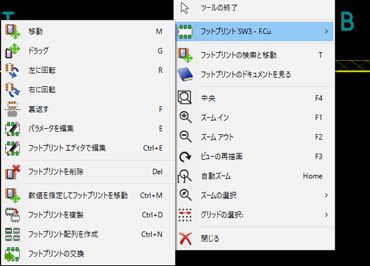 移動 M
ドラッグ G
左に回転 R
右に回転
裏返す F
パラメータを編集 E
フットプリント エディタで編集 Ctrl+E
フットプリントを削除 Del
数値を指定してフットプリントを移動 Ctrl+M
フットプリントを複製 Ctrl+D
フットプリント配列を作成 Ctrl+N
フットプリントの交換
ツールの終了
フットプリント SW3 - F.Cu
フットプリントの検索と移動 T
フットプリントのドキュメントを見る
中央 F4
ズーム イン F1
ズーム アウト F2
ビューの再描画 F3
自動ズーム Home
ズームの選択
グリッドの選択:
閉じる
B